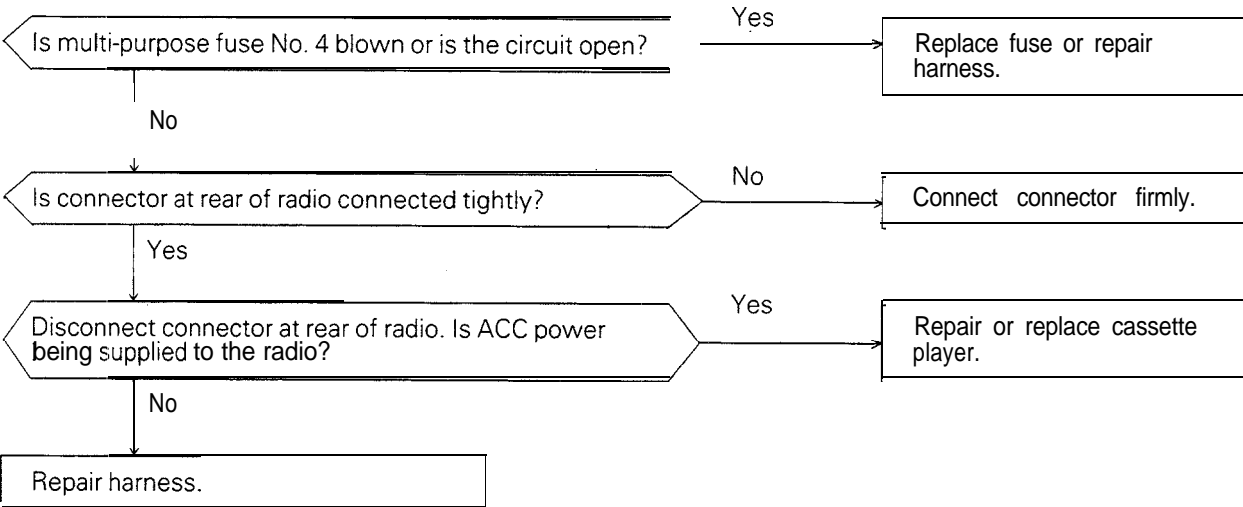 Is multi-purpose fuse No. 4 blown or is the circuit open?
Yes
Replace fuse or repair
harness.
No
Is connector at rear of radio connected tightly?
No
Connect connector firmly.
Yes
Disconnect connector at rear of radio. Is ACC power
being supplied to the radio?
Yes
Repair or replace cassette
player.
No
Repair harness.